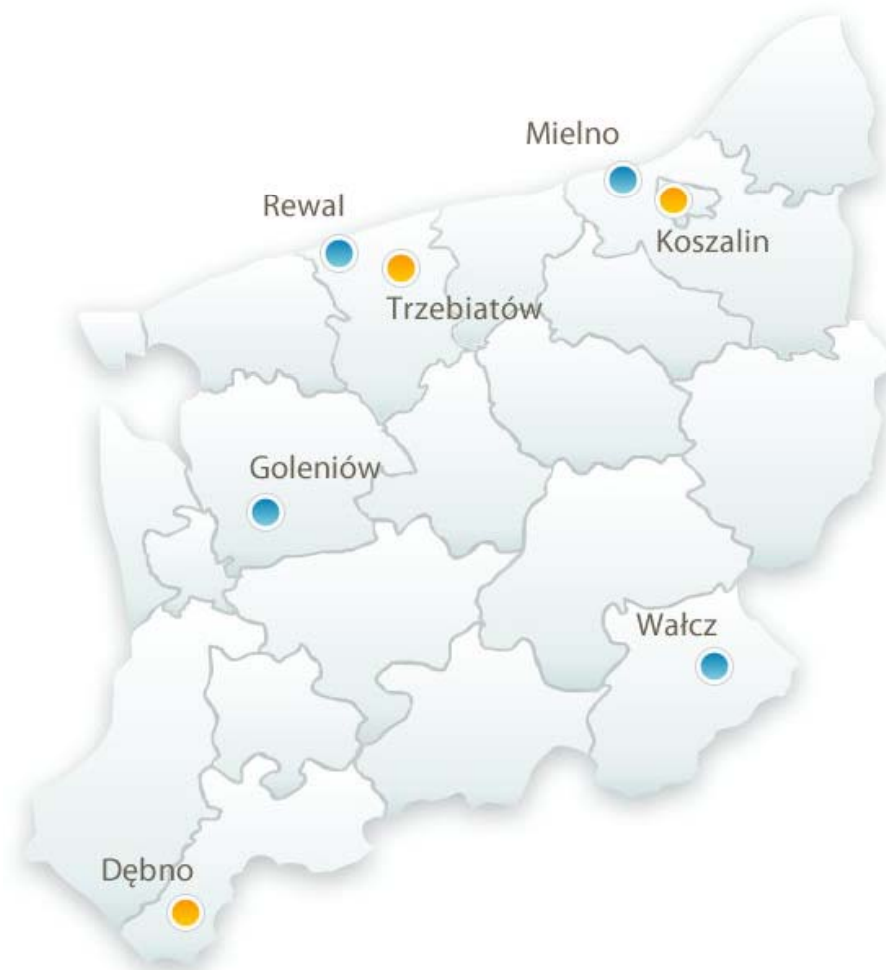 Mielno
Rewal
Koszalin
Trzebiatów
Goleniów
Wałcz
Dębno